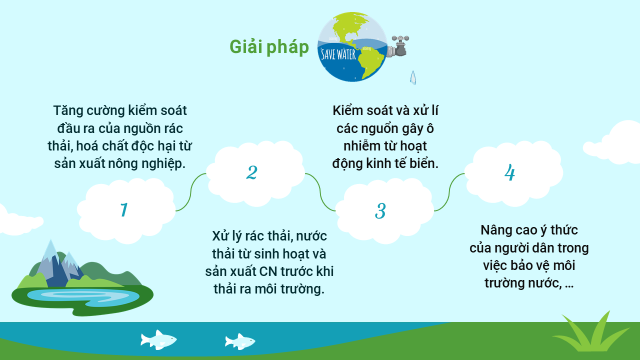 Giải pháp
SAVE WATER
Tăng cường kiểm soát
đầu ra của nguồn rác
thải, hoá chất độc hại từ
sản xuất nông nghiệp.
1
2
Xử lý rác thải, nước
thải từ sinh hoạt và
sản xuất CN trước khi
thải ra môi trường.
Kiểm soát và xử lí
các nguồn gây ô
nhiễm từ hoạt
động kinh tế biển.
3
4
Nâng cao ý thức
của người dân trong
việc bảo vệ môi
trường nước, ...